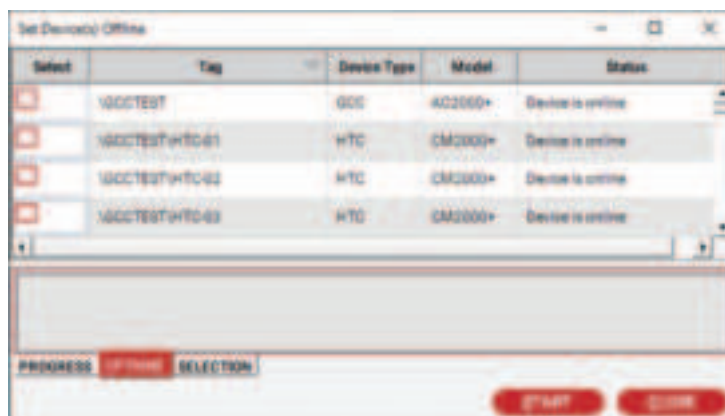 Set Device(s) Offline
Select Tag Device Type Model Status
\GCCTEST GCC AC2000+ Device is online
\GCCTEST\HTC-01 HTC CM2000+ Device is online
\GCCTEST\HTC-02 HTC CM2000+ Device is online
\GCCTEST\HTC-03 HTC CM2000+ Device is online
PROGRESS OPTIONS SELECTION
START CLOSE